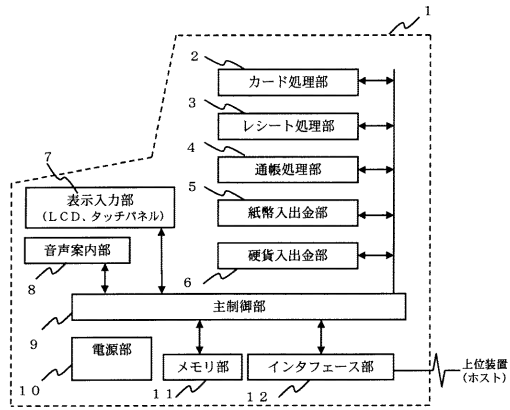 1
2
カード処理部
3
レシート処理部
4
通帳処理部
5
紙幣入出金部
6
硬貨入出金部
7
表示入力部
(LCD、タッチパネル)
音声案内部
8
主制御部
9
電源部
10
メモリ部
11
インタフェース部
12
上位装置
(ホスト)